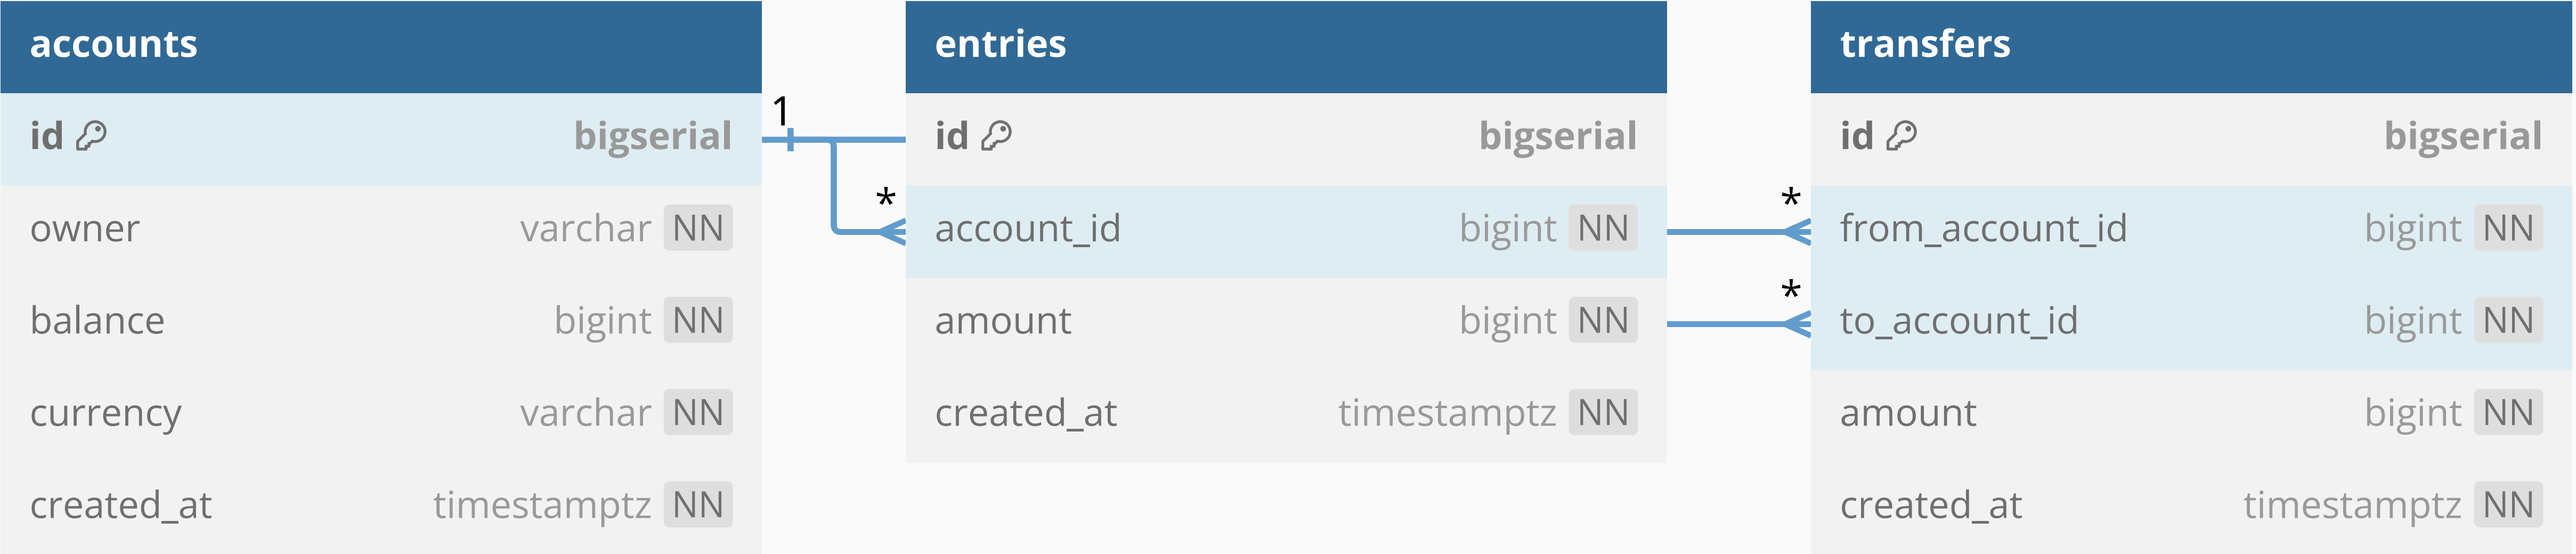 accounts
id bigserial
owner varchar NN
balance bigint NN
currency varchar NN
created_at timestamptz NN
1
*
entries
id bigserial
account_id bigint NN
amount bigint NN
created_at timestamptz NN
*
*
transfers
id bigserial
from_account_id bigint NN
to_account_id bigint NN
amount bigint NN
created_at timestamptz NN